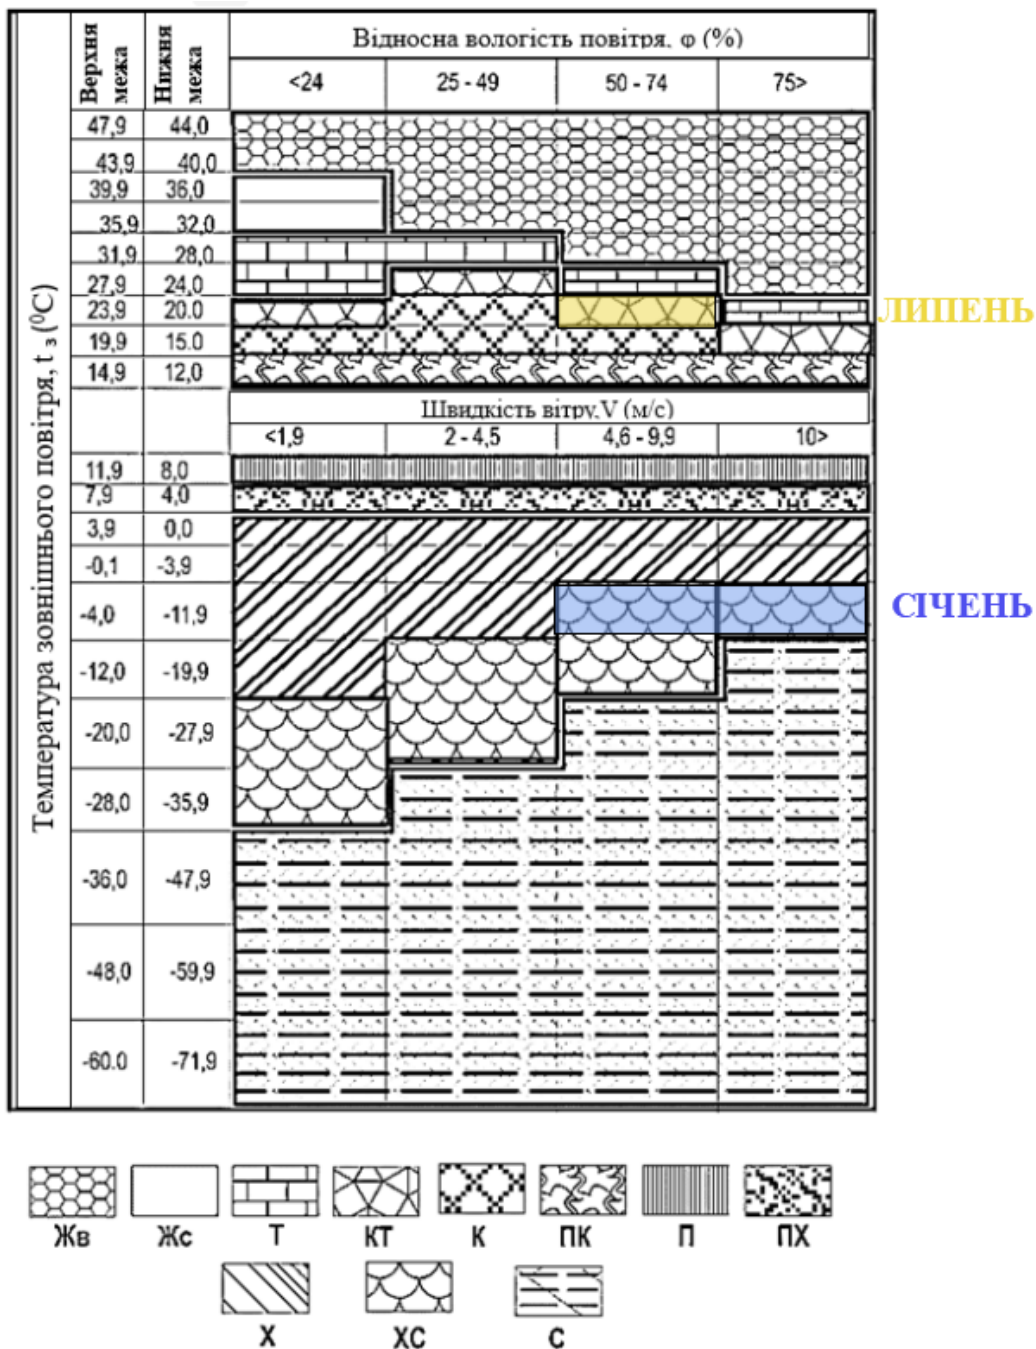 Верхня межа
Нижня межа
Відносна вологість повітря, φ (%)
<24 25 - 49 50 - 74 75>
47,9 44,0
43,9 40,0
39,9 36,0
35,9 32,0
31,9 28,0
27,9 24,0
23,9 20.0
ЛИПЕНЬ
19,9 15.0
14,9 12,0
Швидкість вітру,V (м/с)
<1,9 2 - 4,5 4,6 - 9,9 10>
11,9 8,0
7,9 4,0
3,9 0,0
-0,1 -3,9
-4,0 -11,9
СІЧЕНЬ
-12,0 -19,9
-20,0 -27,9
-28,0 -35,9
-36,0 -47,9
-48,0 -59,9
-60.0 -71,9
Температура зовнішнього повітря, t з (⁰С)
Жв Жс Т КТ К ПК П ПХ
Х ХС С